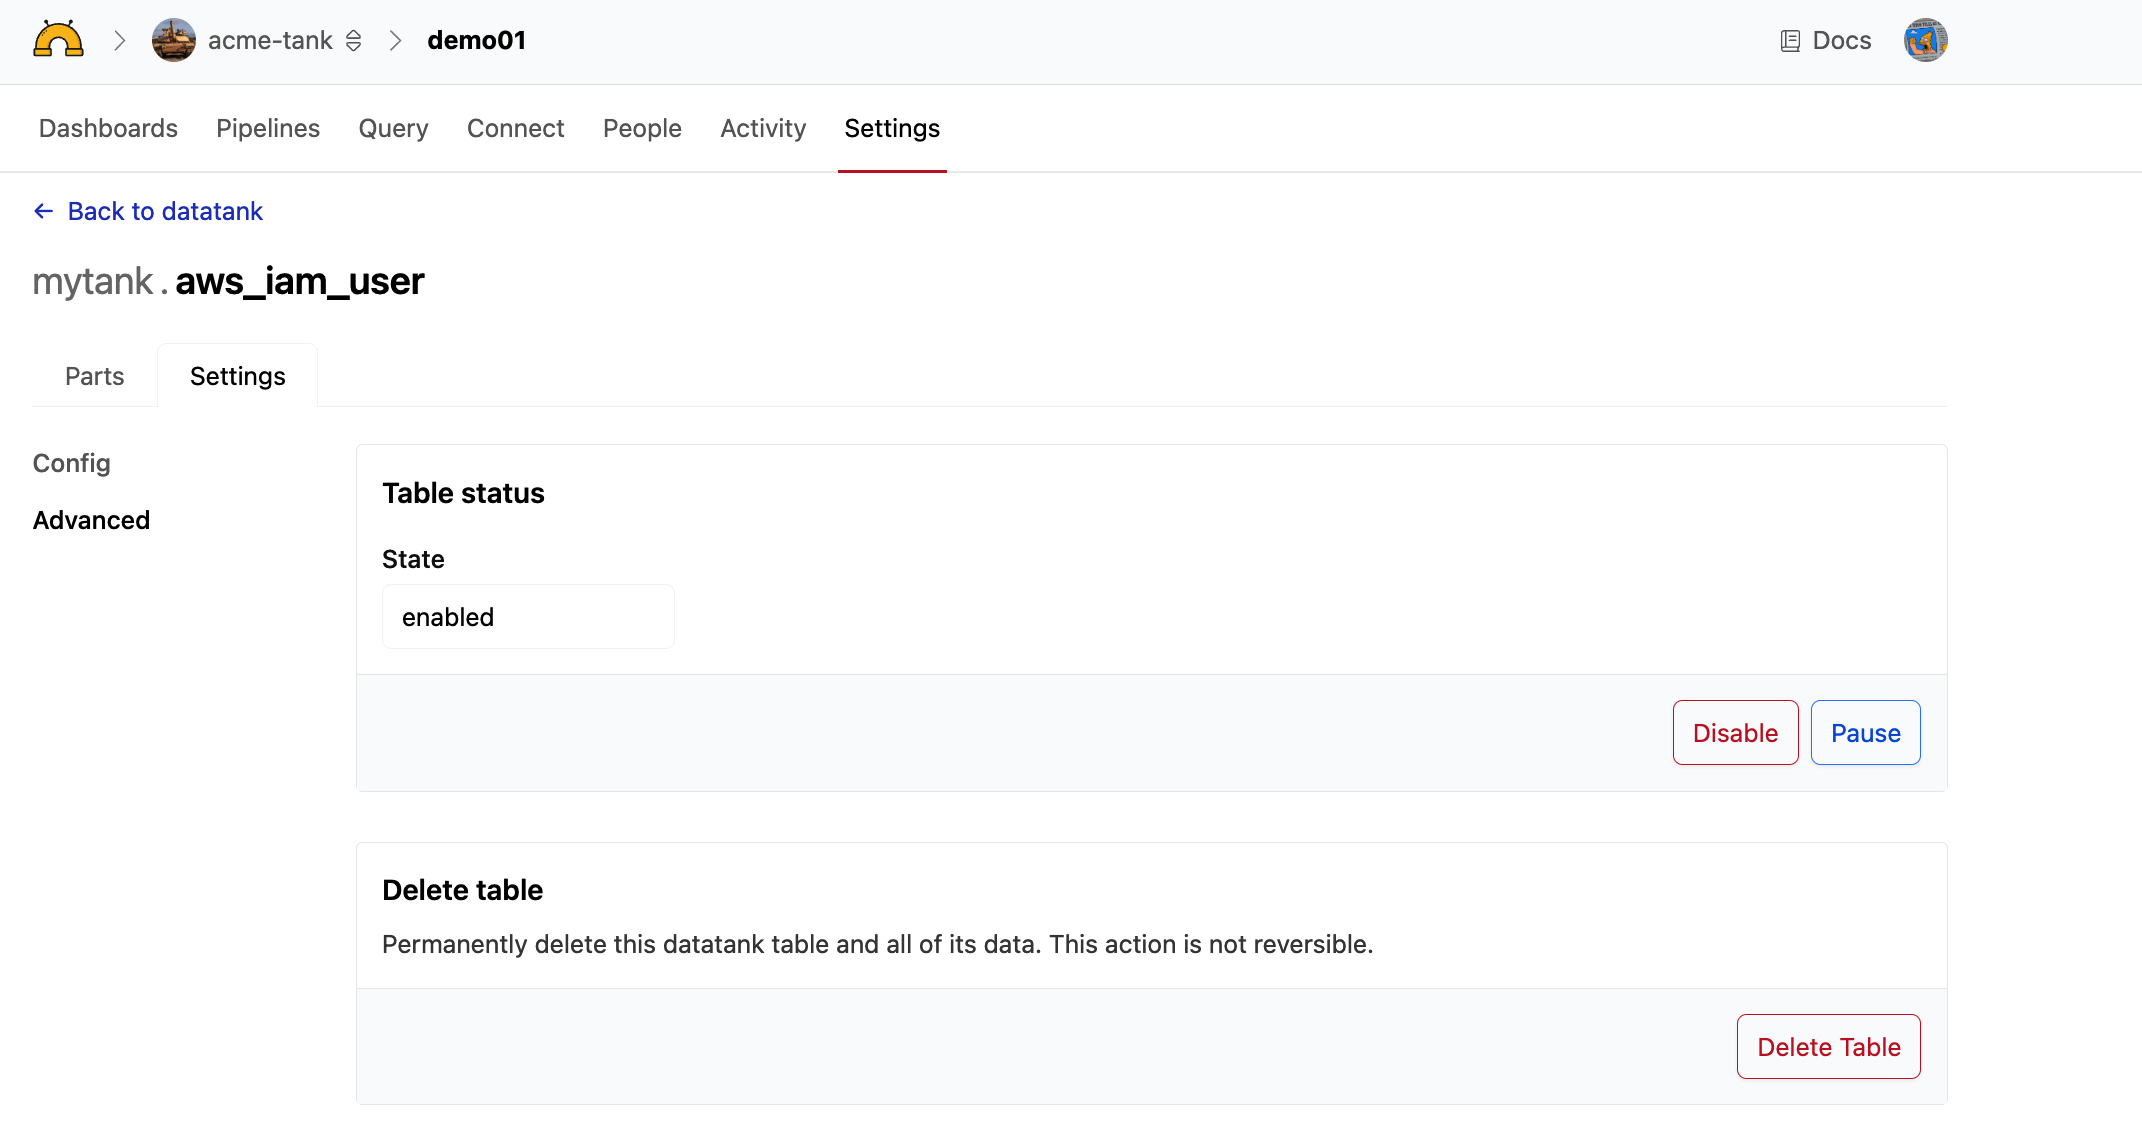 acme-tank demo01 Docs
Dashboards Pipelines Query Connect People Activity Settings
← Back to datatank
mytank . aws_iam_user
Parts Settings
Config
Advanced
Table status
State
enabled
Disable Pause
Delete table
Permanently delete this datatank table and all of its data. This action is not reversible.
Delete Table